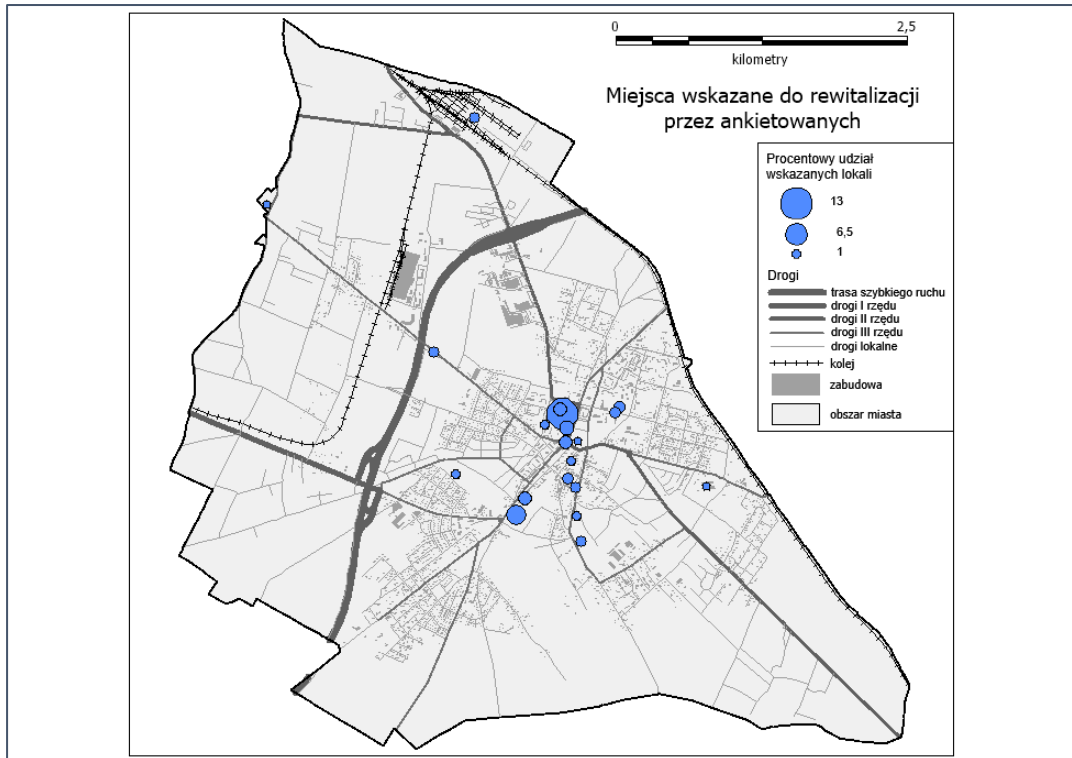 0 2,5
kilometry
Miejsca wskazane do rewitalizacji
przez ankietowanych
Procentowy udział
wskazanych lokali
13
6,5
1
Drogi
trasa szybkiego ruchu
drogi I rzędu
drogi II rzędu
drogi III rzędu
drogi lokalne
kolej
zabudowa
obszar miasta